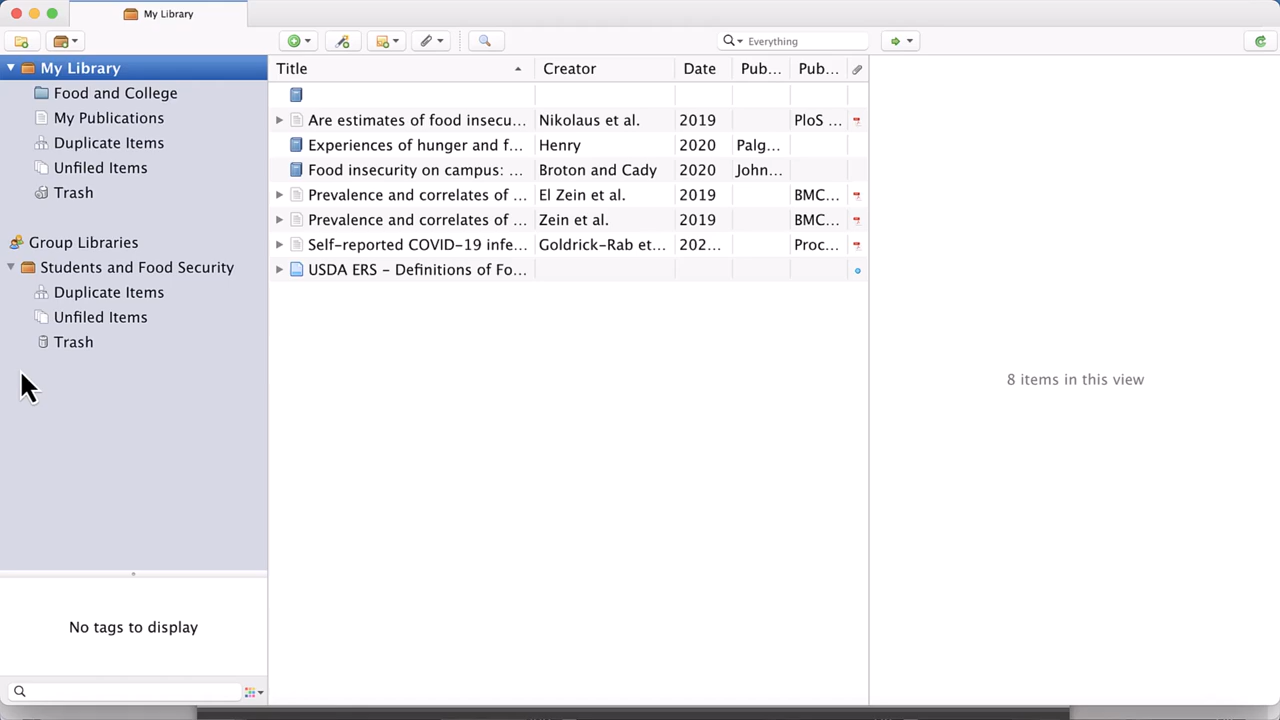 My Library
Everything
My Library
Food and College
My Publications
Duplicate Items
Unfiled Items
Trash
Group Libraries
Students and Food Security
Duplicate Items
Unfiled Items
Trash
No tags to display
Title Creator Date Pub... Pub...
Are estimates of food insecu... Nikolaus et al. 2019 PloS ...
Experiences of hunger and f... Henry 2020 Palg...
Food insecurity on campus: ... Broton and Cady 2020 John...
Prevalence and correlates of ... El Zein et al. 2019 BMC...
Prevalence and correlates of ... Zein et al. 2019 BMC...
Self-reported COVID-19 infe... Goldrick-Rab et... 202... Proc...
USDA ERS - Definitions of Fo...
8 items in this view